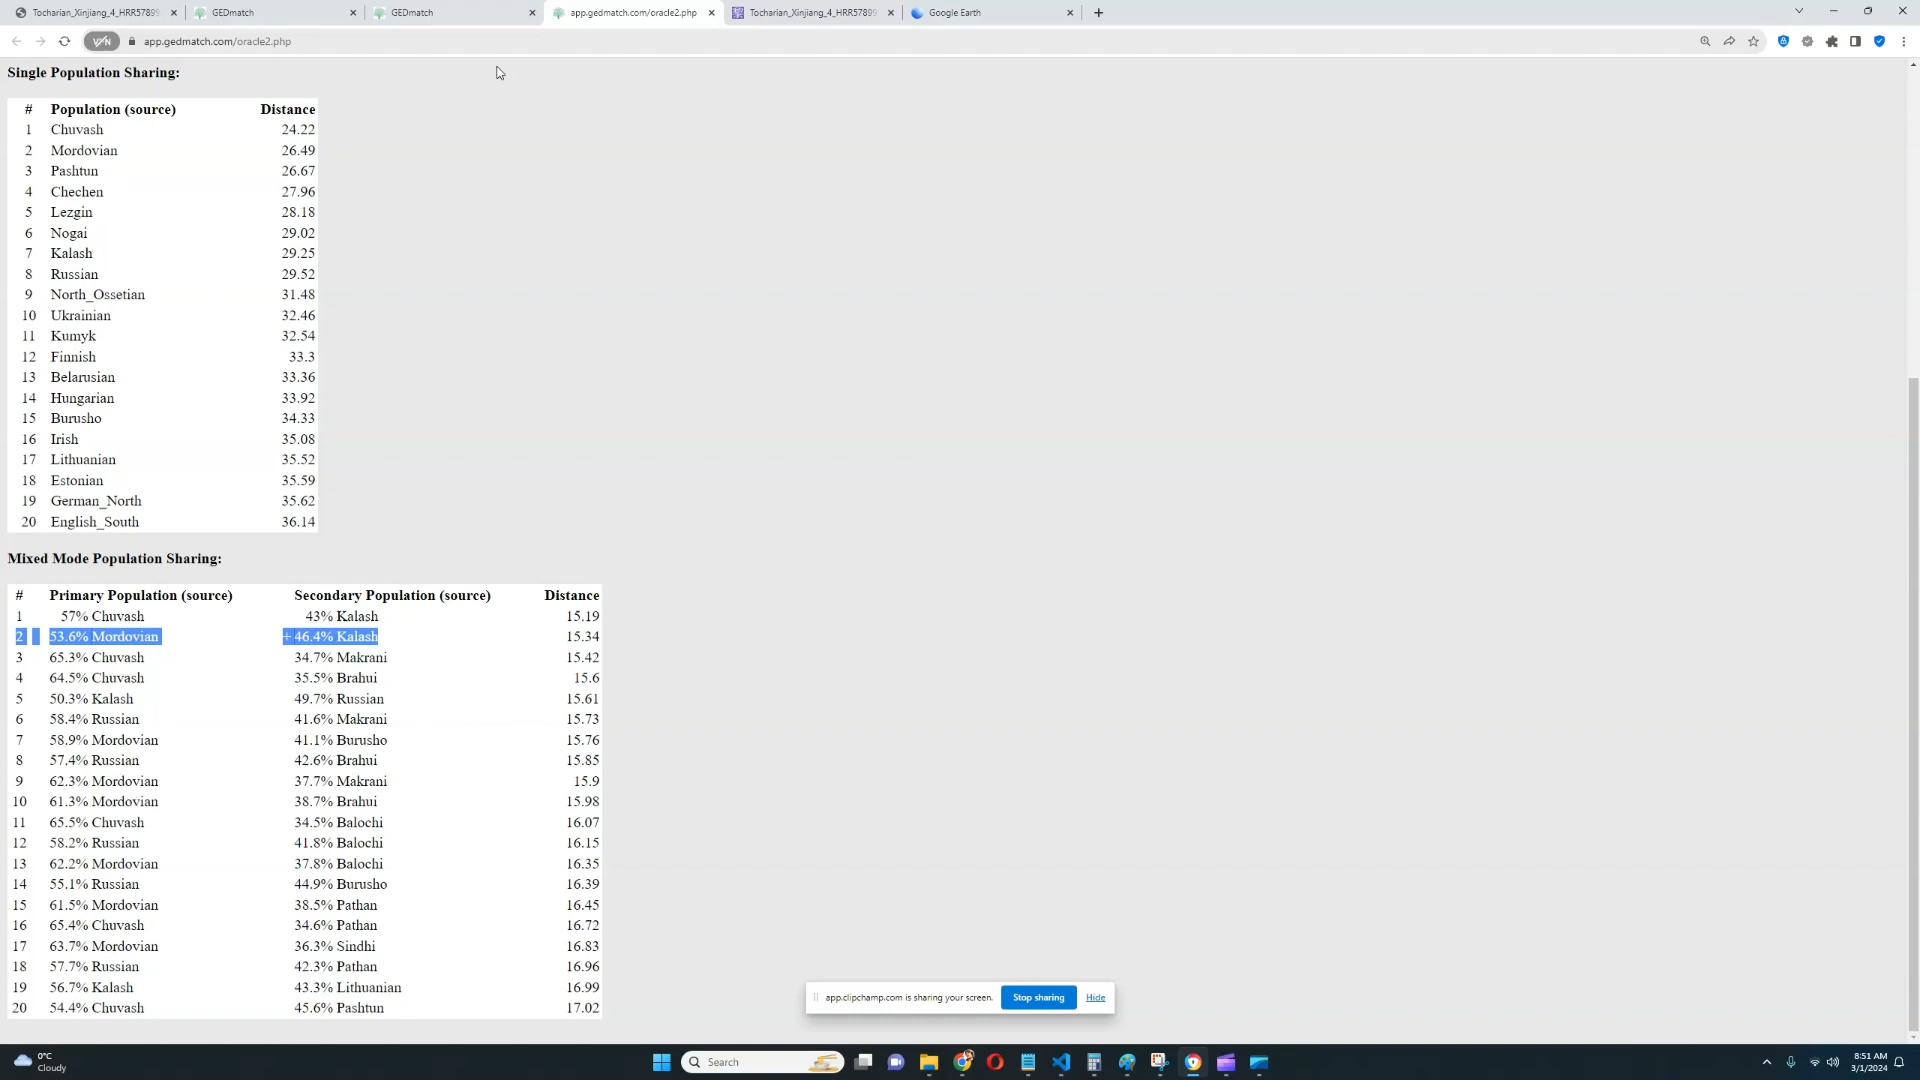 Tocharian_Xinjiang_4_HRR57899
GEDmatch
GEDmatch
app.gedmatch.com/oracle2.php
Tocharian_Xinjiang_4_HRR57899
Google Earth
VPN
app.gedmatch.com/oracle2.php
Single Population Sharing:
# Population (source) Distance
1 Chuvash 24.22
2 Mordovian 26.49
3 Pashtun 26.67
4 Chechen 27.96
5 Lezgin 28.18
6 Nogai 29.02
7 Kalash 29.25
8 Russian 29.52
9 North_Ossetian 31.48
10 Ukrainian 32.46
11 Kumyk 32.54
12 Finnish 33.3
13 Belarusian 33.36
14 Hungarian 33.92
15 Burusho 34.33
16 Irish 35.08
17 Lithuanian 35.52
18 Estonian 35.59
19 German_North 35.62
20 English_South 36.14
Mixed Mode Population Sharing:
# Primary Population (source) Secondary Population (source) Distance
1 57% Chuvash 43% Kalash 15.19
2 53.6% Mordovian + 46.4% Kalash 15.34
3 65.3% Chuvash 34.7% Makrani 15.42
4 64.5% Chuvash 35.5% Brahui 15.6
5 50.3% Kalash 49.7% Russian 15.61
6 58.4% Russian 41.6% Makrani 15.73
7 58.9% Mordovian 41.1% Burusho 15.76
8 57.4% Russian 42.6% Brahui 15.85
9 62.3% Mordovian 37.7% Makrani 15.9
10 61.3% Mordovian 38.7% Brahui 15.98
11 65.5% Chuvash 34.5% Balochi 16.07
12 58.2% Russian 41.8% Balochi 16.15
13 62.2% Mordovian 37.8% Balochi 16.35
14 55.1% Russian 44.9% Burusho 16.39
15 61.5% Mordovian 38.5% Pathan 16.45
16 65.4% Chuvash 34.6% Pathan 16.72
17 63.7% Mordovian 36.3% Sindhi 16.83
18 57.7% Russian 42.3% Pathan 16.96
19 56.7% Kalash 43.3% Lithuanian 16.99
20 54.4% Chuvash 45.6% Pashtun 17.02
app.clipchamp.com is sharing your screen. Stop sharing Hide
0°C
Cloudy
Search
8:51 AM
3/1/2024